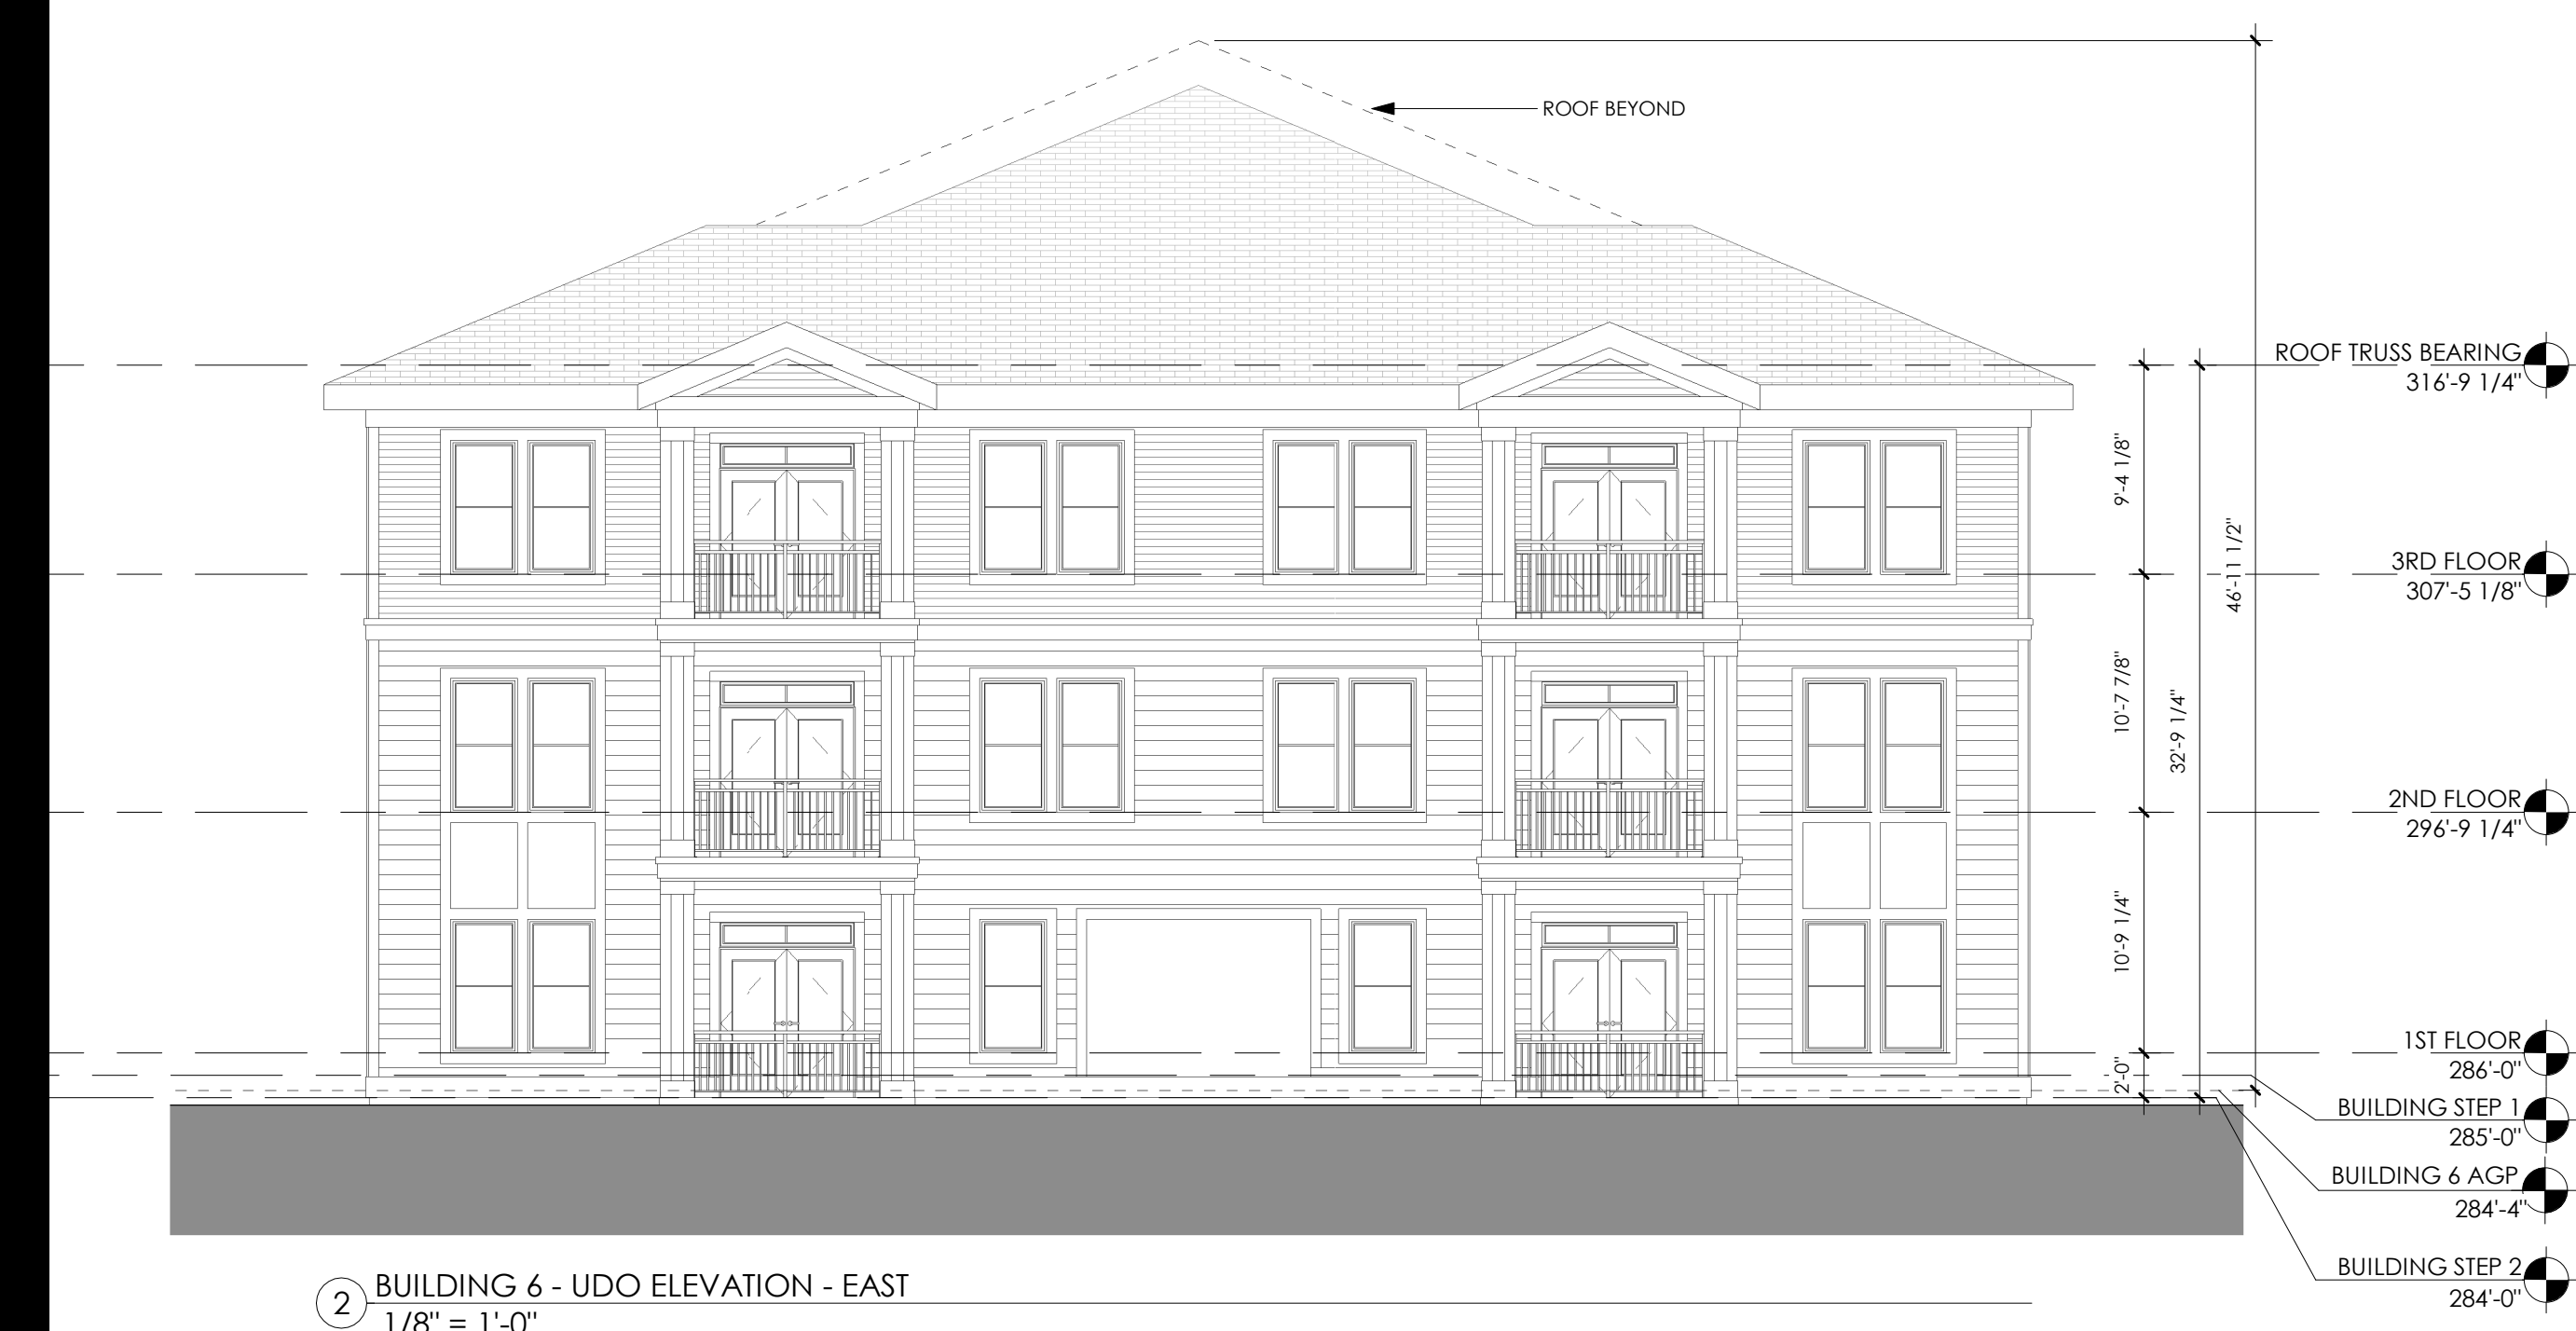 ROOF BEYOND
ROOF TRUSS BEARING
316'-9 1/4"
9'-4 1/8"
46'-11 1/2"
3RD FLOOR
307'-5 1/8"
10'-7 7/8"
32'-9 1/4"
2ND FLOOR
296'-9 1/4"
10'-9 1/4"
1ST FLOOR
286'-0"
2'-0"
BUILDING STEP 1
285'-0"
BUILDING 6 AGP
284'-4"
BUILDING STEP 2
284'-0"
2
BUILDING 6 - UDO ELEVATION - EAST
1/8" = 1'-0"